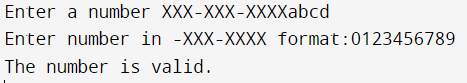 Enter a number XXX-XXX-XXXXabcd
Enter number in -XXX-XXXX format:0123456789
The number is valid.